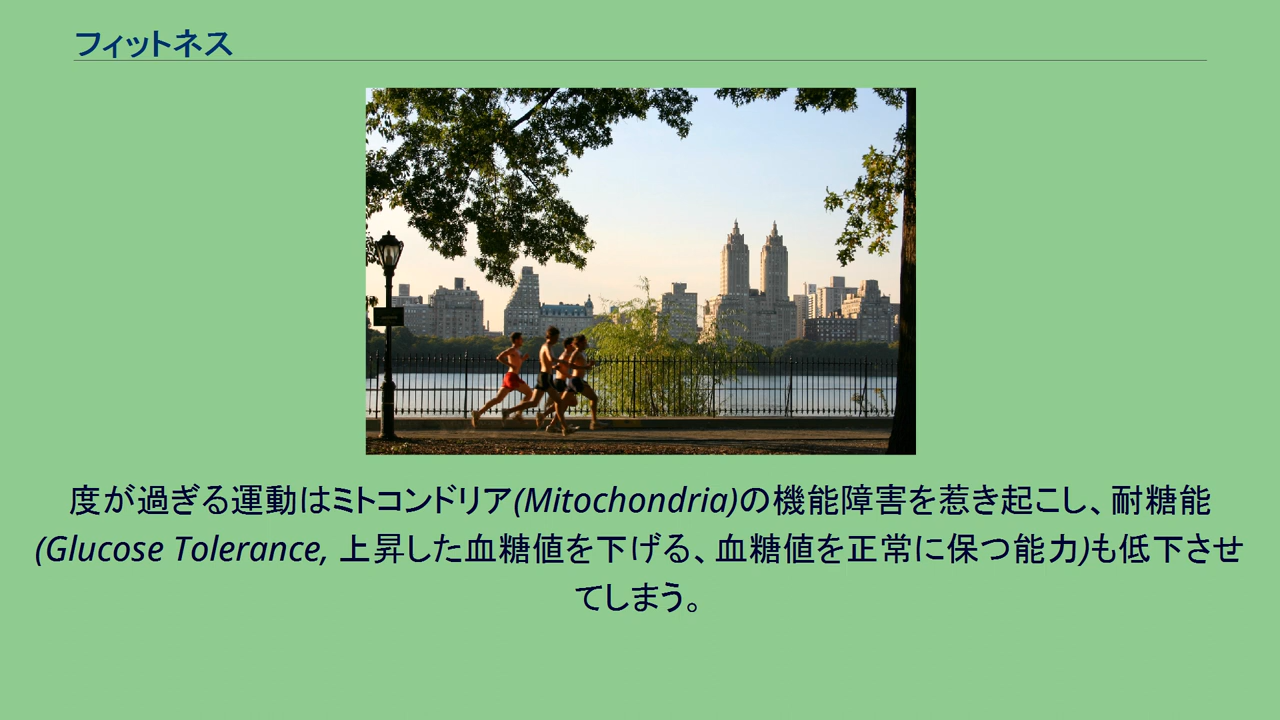 フィットネス
度が過ぎる運動はミトコンドリア(Mitochondria)の機能障害を惹き起こし、耐糖能
(Glucose Tolerance, 上昇した血糖値を下げる、血糖値を正常に保つ能力)も低下させ
てしまう。